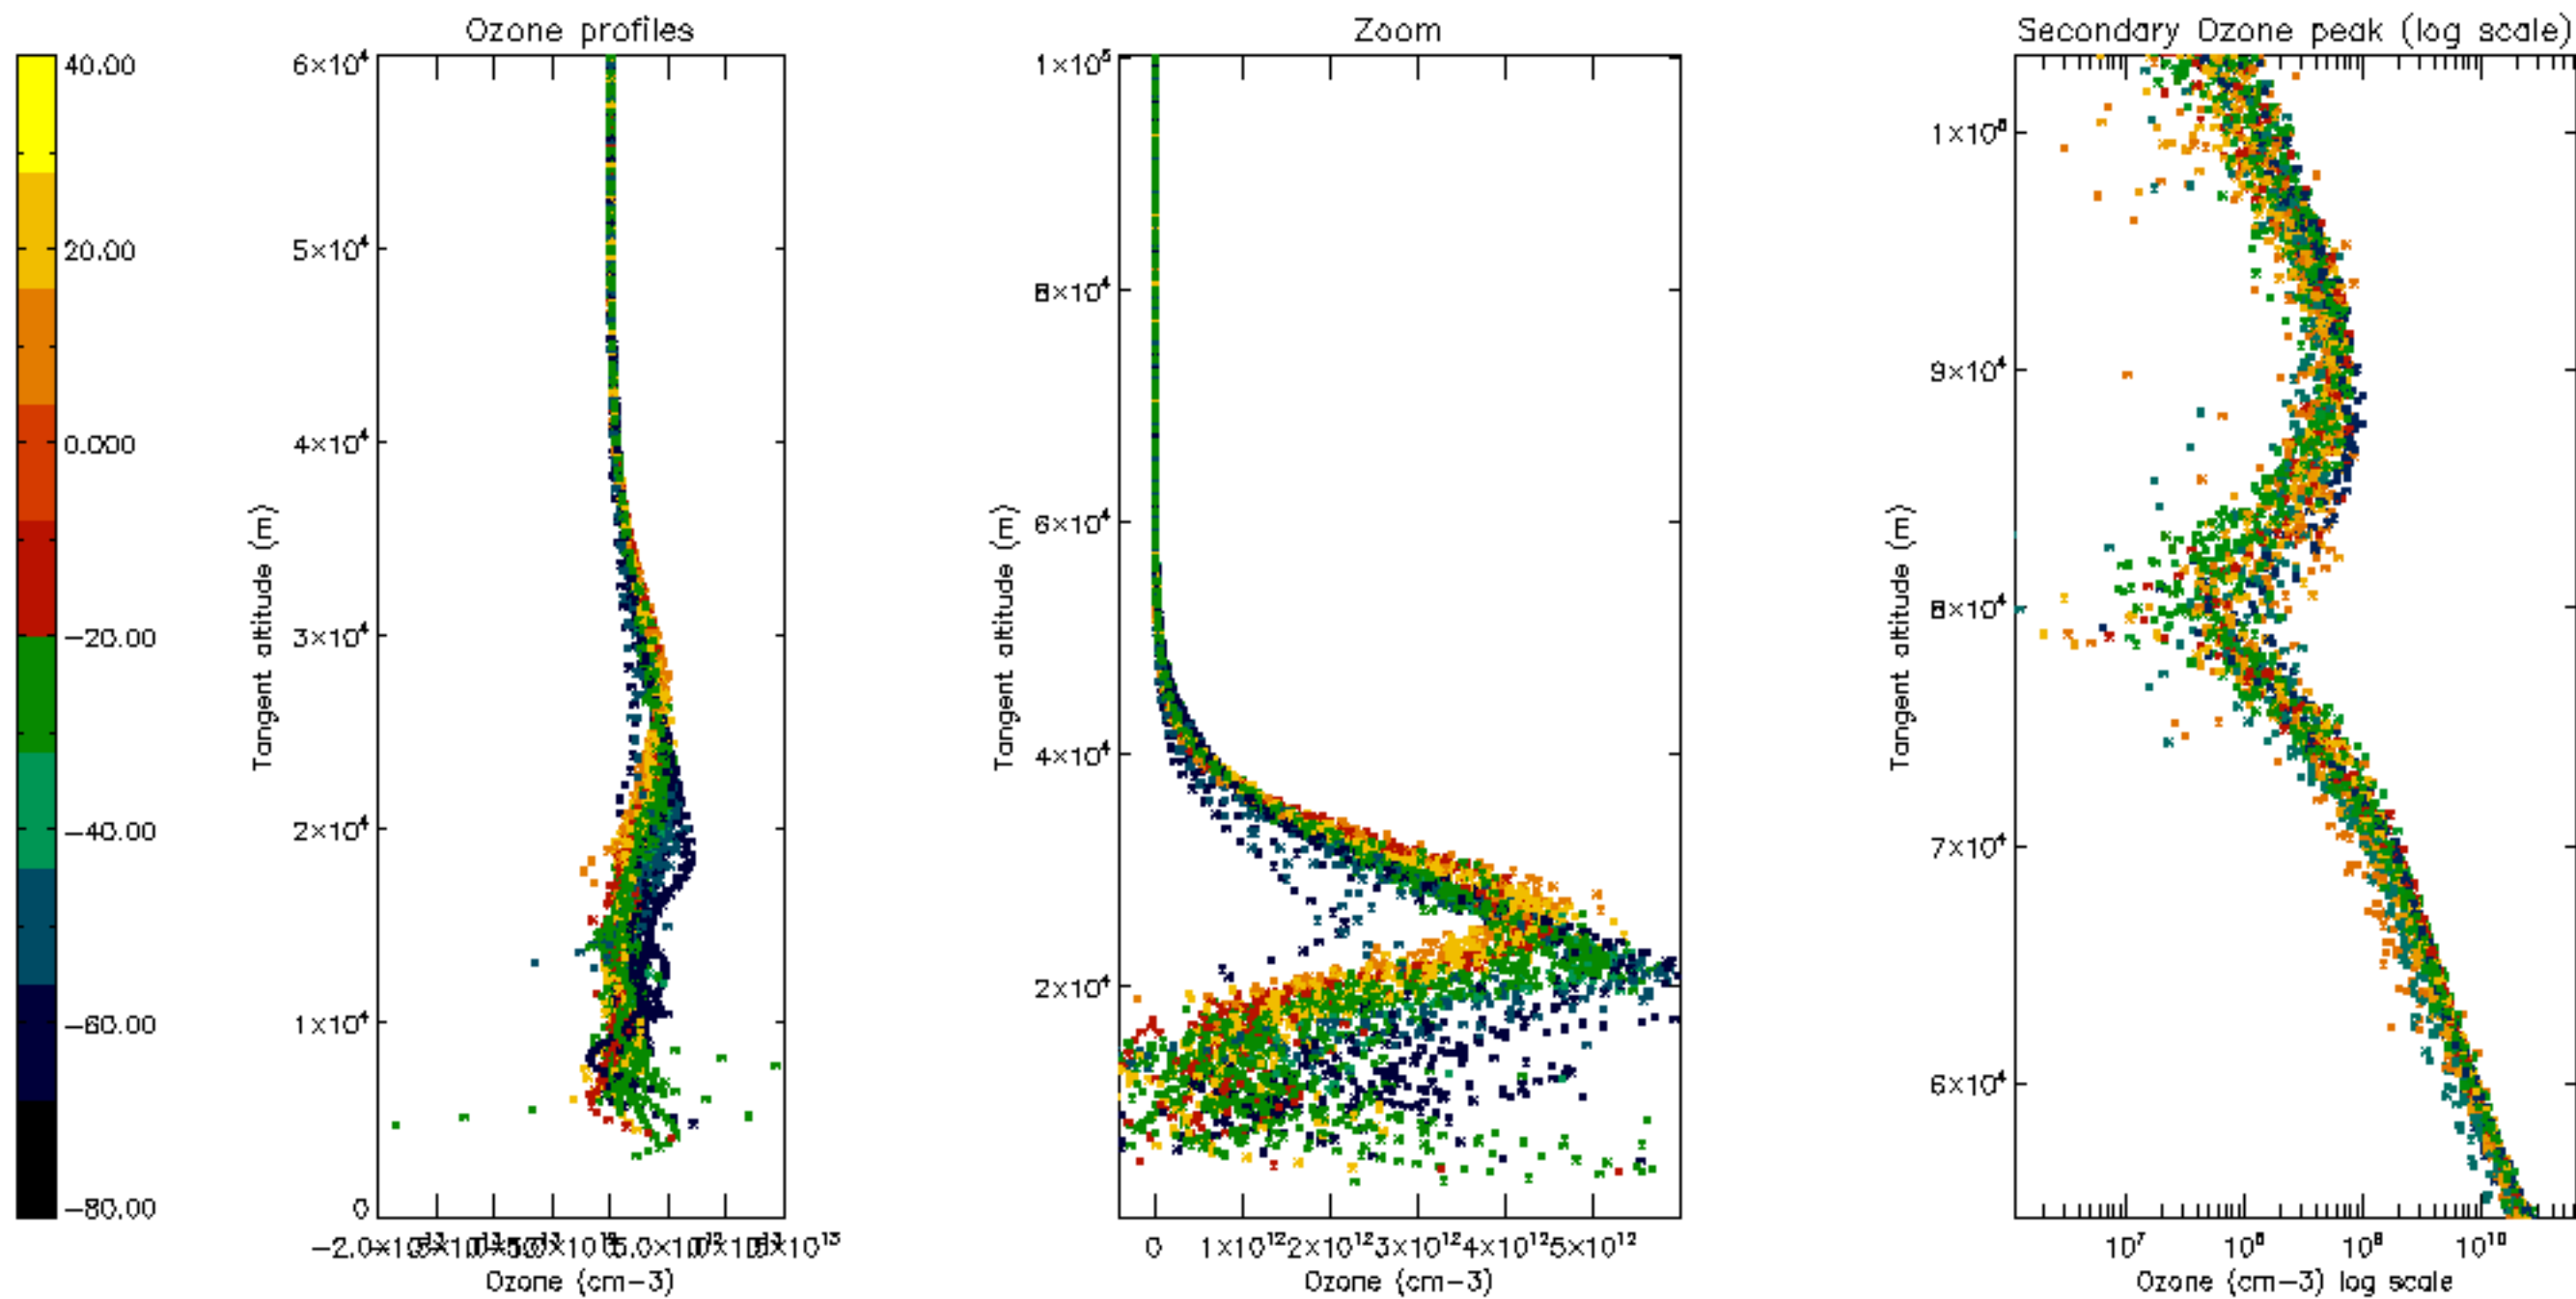 Ozone profiles
Zoom
Secondary Ozone peak (log scale)
40.00
20.00
0.000
−20.00
−40.00
−60.00
−80.00
Tangent altitude (m)
6×10⁴
5×10⁴
4×10⁴
3×10⁴
2×10⁴
1×10⁴
0
Ozone (cm−3)
Tangent altitude (m)
1×10⁵
8×10⁴
6×10⁴
4×10⁴
2×10⁴
0 1×10¹² 2×10¹² 3×10¹² 4×10¹² 5×10¹²
Ozone (cm−3)
Tangent altitude (m)
9×10⁴
8×10⁴
7×10⁴
6×10⁴
10⁷ 10⁸ 10⁹ 10¹⁰
Ozone (cm−3) log scale